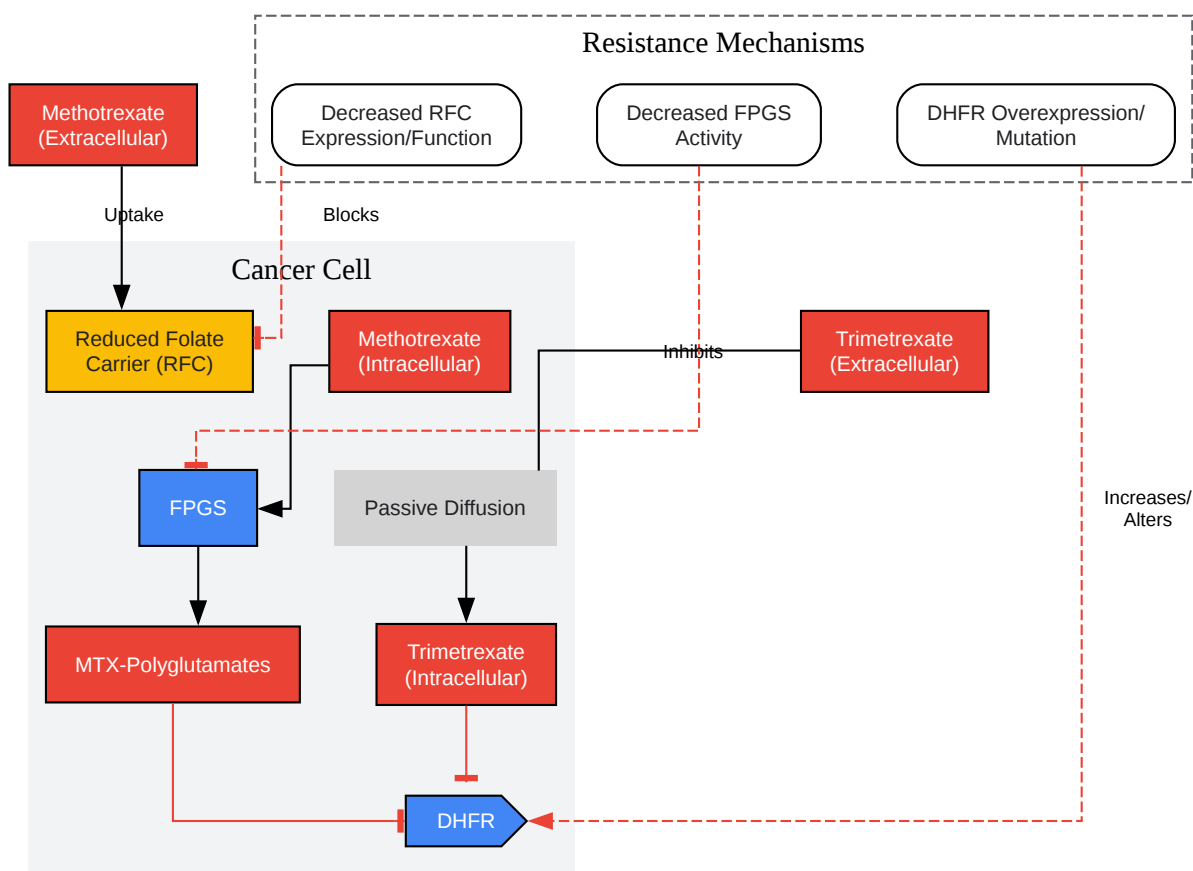 Resistance Mechanisms
Methotrexate
(Extracellular)
Decreased RFC
Expression/Function
Decreased FPGS
Activity
DHFR Overexpression/
Mutation
Uptake
Blocks
Cancer Cell
Reduced Folate
Carrier (RFC)
Methotrexate
(Intracellular)
Inhibits
Trimetrexate
(Extracellular)
FPGS
Passive Diffusion
Increases/
Alters
MTX-Polyglutamates
Trimetrexate
(Intracellular)
DHFR